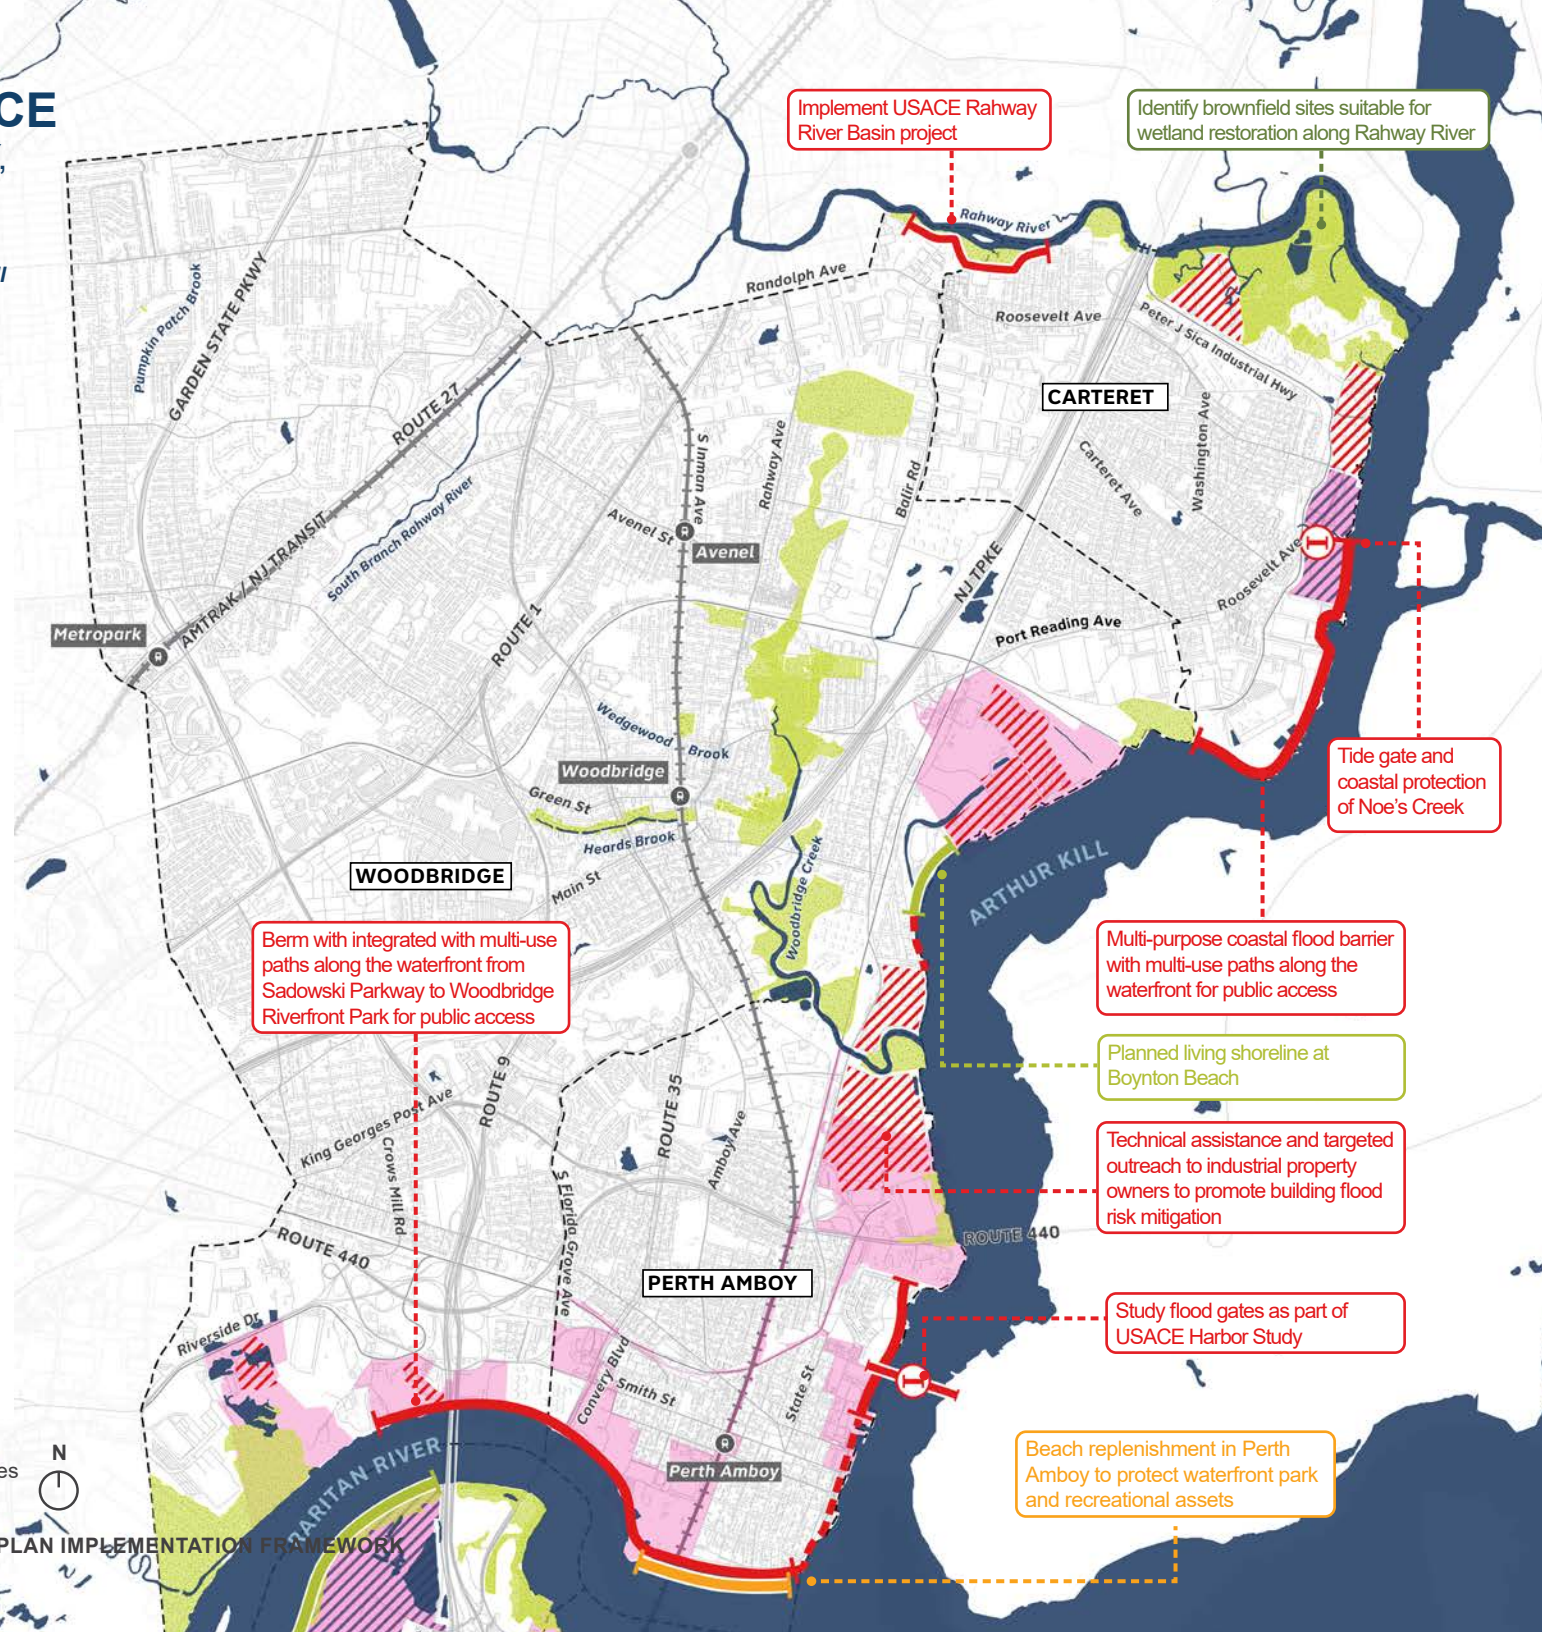 CE
,
ll
Implement USACE Rahway
River Basin project
Identify brownfield sites suitable for
wetland restoration along Rahway River
Rahway River
Randolph Ave
Roosevelt Ave
Peter J Sica Industrial Hwy
Pumpkin Patch Brook
GARDEN STATE PKWY
ROUTE 27
CARTERET
Washington Ave
Carteret Ave
S Inman Ave
Rahway Ave
Balir Rd
South Branch Rahway River
Avenel St
Avenel
AMTRAK / NJ TRANSIT
NJ TPKE
Roosevelt Ave
Metropark
ROUTE 1
Port Reading Ave
Wedgewood Brook
Woodbridge
Green St
Heards Brook
Tide gate and
coastal protection
of Noe's Creek
WOODBRIDGE
Main St
Woodbridge Creek
ARTHUR KILL
Berm with integrated with multi-use
paths along the waterfront from
Sadowski Parkway to Woodbridge
Riverfront Park for public access
Multi-purpose coastal flood barrier
with multi-use paths along the
waterfront for public access
Planned living shoreline at
Boynton Beach
ROUTE 9
ROUTE 35
King Georges Post Ave
Crows Mill Rd
Amboy Ave
S Florida Grove Ave
Technical assistance and targeted
outreach to industrial property
owners to promote building flood
risk mitigation
ROUTE 440
ROUTE 440
PERTH AMBOY
Study flood gates as part of
USACE Harbor Study
Riverside Dr
Convery Blvd
Smith St
State St
Perth Amboy
Beach replenishment in Perth
Amboy to protect waterfront park
and recreational assets
RARITAN RIVER
N
es
PLAN IMPLEMENTATION FRAMEWORK